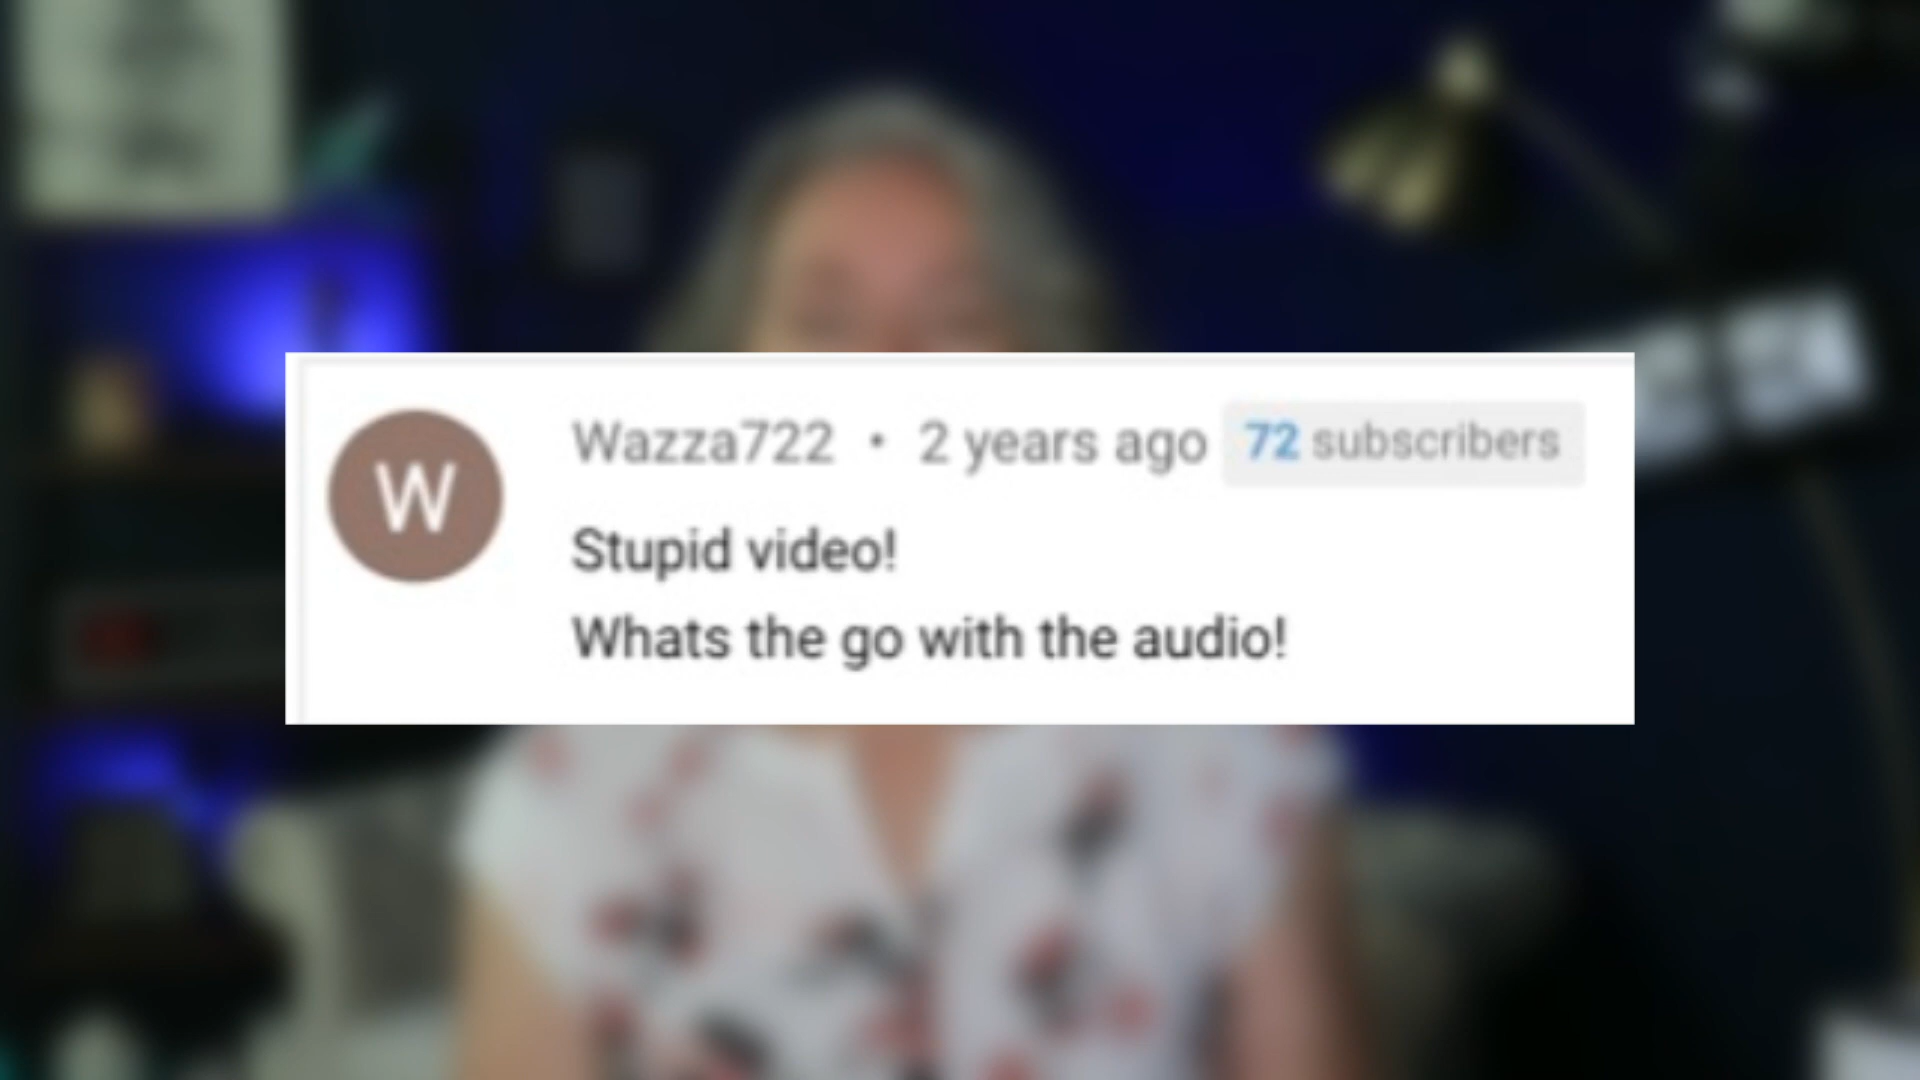 W
Wazza722 • 2 years ago 72 subscribers
Stupid video!
Whats the go with the audio!